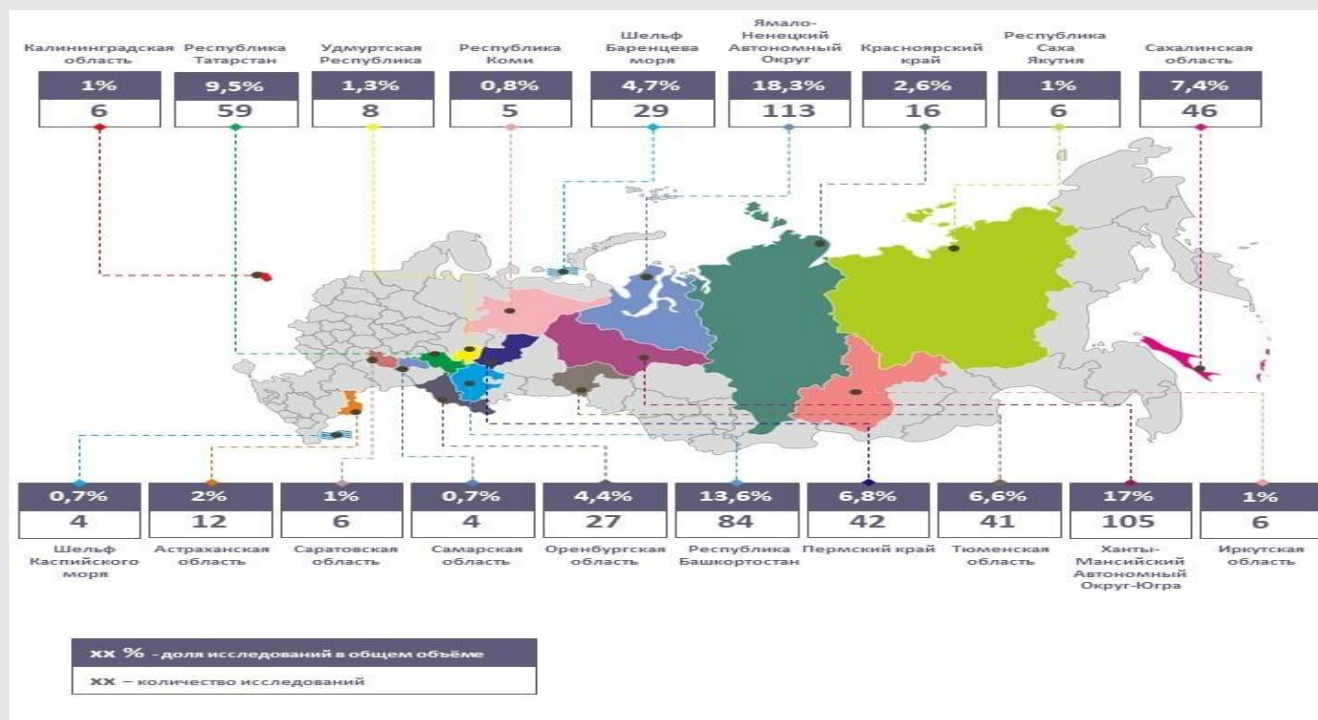 Калининградская
область
1%
6
Республика
Татарстан
9,5%
59
Удмуртская
Республика
1,3%
8
Республика
Коми
0,8%
5
Шельф
Баренцева
моря
4,7%
29
Ямало-
Ненецкий
Автономный
Округ
18,3%
113
Красноярский
край
2,6%
16
Республика
Саха
Якутия
1%
6
Сахалинская
область
7,4%
46
0,7%
4
Шельф
Каспийского
моря
2%
12
Астраханская
область
1%
6
Саратовская
область
0,7%
4
Самарская
область
4,4%
27
Оренбургская
область
13,6%
84
Республика
Башкортостан
6,8%
42
Пермский край
6,6%
41
Тюменская
область
17%
105
Ханты-
Мансийский
Автономный
Округ-Югра
1%
6
Иркутская
область
xx % - доля исследований в общем объёме
xx – количество исследований